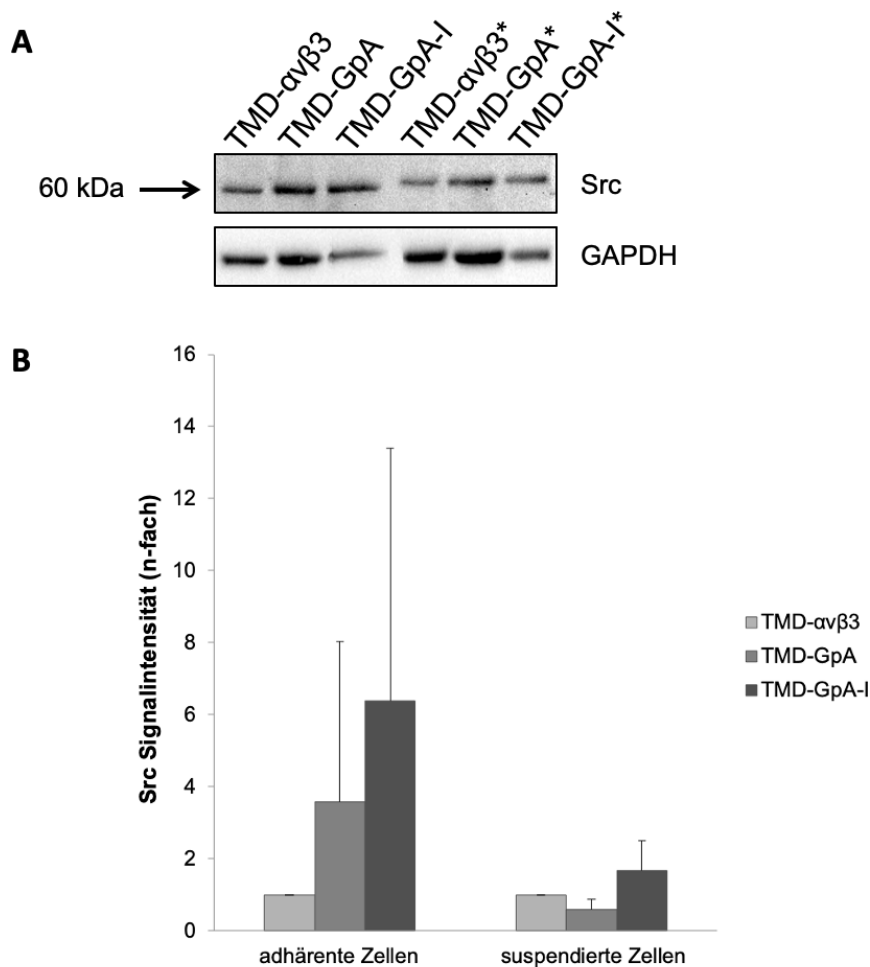 A
TMD-αvβ3
TMD-GpA
TMD-GpA-I
TMD-αvβ3*
TMD-GpA*
TMD-GpA-I*
60 kDa
Src
GAPDH
B
Src Signalintensität (n-fach)
16
14
12
10
8
6
4
2
0
adhärente Zellen
suspendierte Zellen
TMD-αvβ3
TMD-GpA
TMD-GpA-I